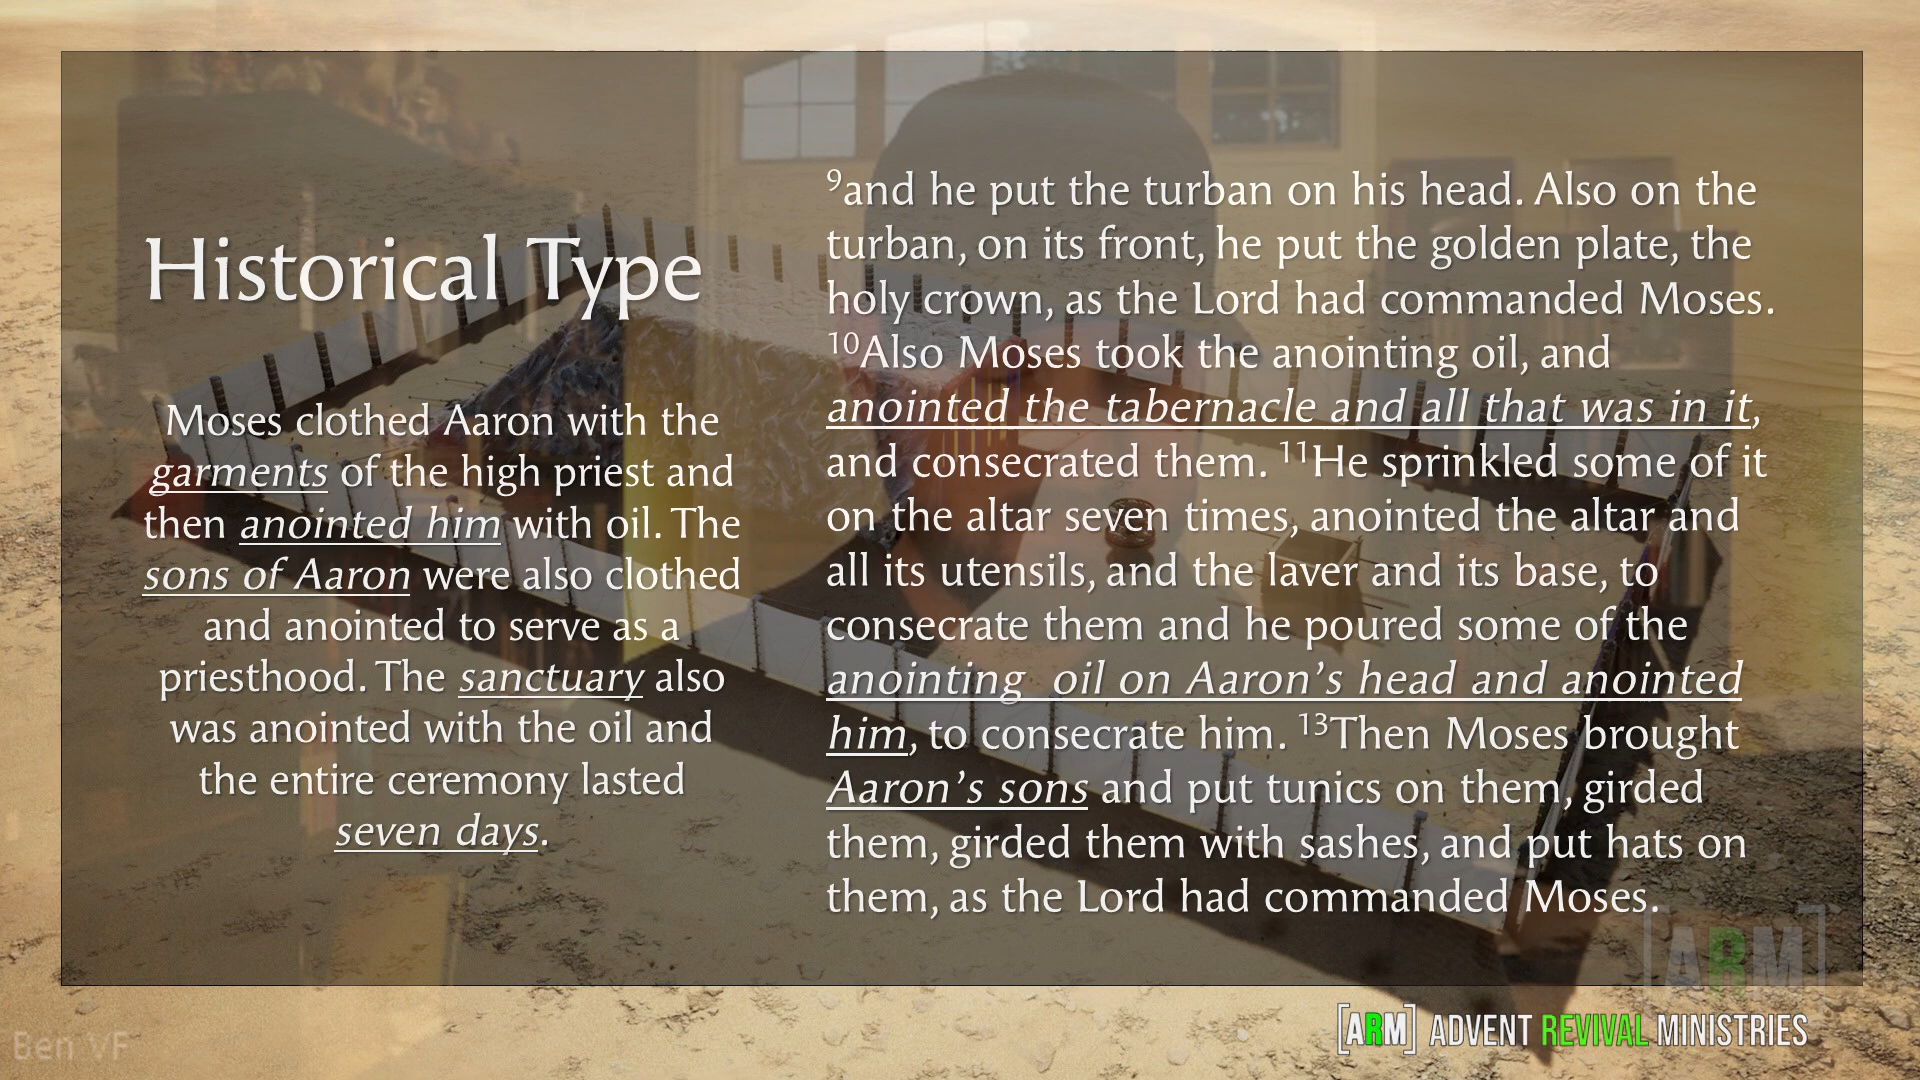 Historical Type
Moses clothed Aaron with the
garments of the high priest and
then anointed him with oil. The
sons of Aaron were also clothed
and anointed to serve as a
priesthood. The sanctuary also
was anointed with the oil and
the entire ceremony lasted
seven days.
⁹and he put the turban on his head. Also on the
turban, on its front, he put the golden plate, the
holy crown, as the Lord had commanded Moses.
¹⁰Also Moses took the anointing oil, and
anointed the tabernacle and all that was in it,
and consecrated them. ¹¹He sprinkled some of it
on the altar seven times, anointed the altar and
all its utensils, and the laver and its base, to
consecrate them and he poured some of the
anointing  oil on Aaron’s head and anointed
him, to consecrate him. ¹³Then Moses brought
Aaron’s sons and put tunics on them, girded
them, girded them with sashes, and put hats on
them, as the Lord had commanded Moses.
[ARM]
[ARM] ADVENT REVIVAL MINISTRIES
Ben VF